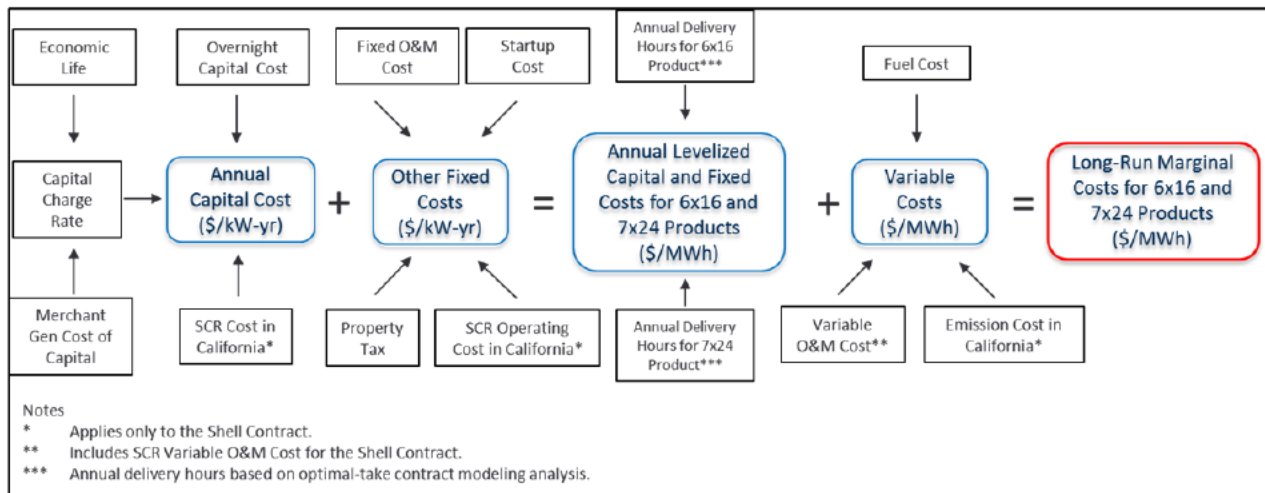 Economic
Life
Overnight
Capital Cost
Fixed O&M
Cost
Startup
Cost
Annual Delivery
Hours for 6x16
Product***
Fuel Cost
Capital
Charge
Rate
Annual
Capital Cost
($/kW-yr)
+
Other Fixed
Costs
($/kW-yr)
=
Annual Levelized
Capital and Fixed
Costs for 6x16 and
7x24 Products
($/MWh)
+
Variable
Costs
($/MWh)
=
Long-Run Marginal
Costs for 6x16 and
7x24 Products
($/MWh)
Merchant
Gen Cost of
Capital
SCR Cost in
California*
Property
Tax
SCR Operating
Cost in California*
Annual Delivery
Hours for 7x24
Product***
Variable
O&M Cost**
Emission Cost in
California*
Notes
* Applies only to the Shell Contract.
** Includes SCR Variable O&M Cost for the Shell Contract.
*** Annual delivery hours based on optimal-take contract modeling analysis.